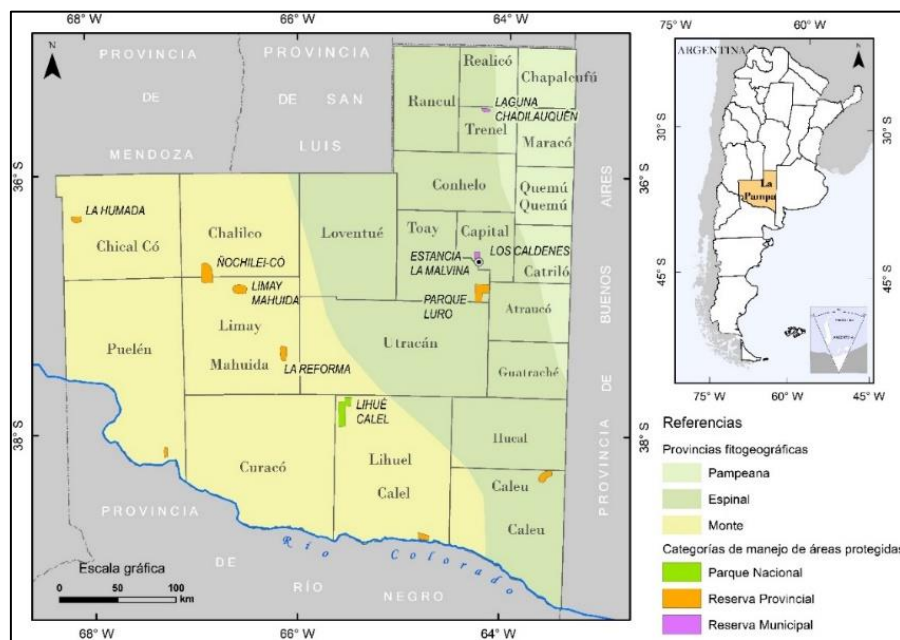 68° W
66° W
64° W
N
PROVINCIA
DE
MENDOZA
PROVINCIA
DE SAN
LUIS
Realicó
Chapaleufú
Rancul
LAGUNA
CHADILAUQUÉN
Trenel
Maracó
36° S
36° S
Conhelo
Quemú
Quemú
LA HUMADA
Chical Có
Chalileo
Loventué
Toay
Capital
LOS CALDENES
ESTANCIA
LA MALVINA
Catriló
ÑOCHILEI-CÓ
LIMAY
MAHUIDA
PARQUE
LURO
Atraucó
Puelén
Limay
Mahuida
Utracán
LA REFORMA
Guatraché
LIHUÉ
CALEL
38° S
38° S
Hucal
Curacó
Lihuel
Calel
Caleu
Caleu
PROVINCIA
DE
RÍO
NEGRO
Río Colorado
PROVINCIA DE BUENOS AIRES
Escala gráfica
0 50 100
km
68° W
66° W
64° W
75° W
60° W
45° W
ARGENTINA
N
30° S
30° S
La
Pampa
45° S
45° S
75° W
60° W
45° W
Referencias
Provincias fitogeográficas
Pampeana
Espinal
Monte
Categorías de manejo de áreas protegidas
Parque Nacional
Reserva Provincial
Reserva Municipal